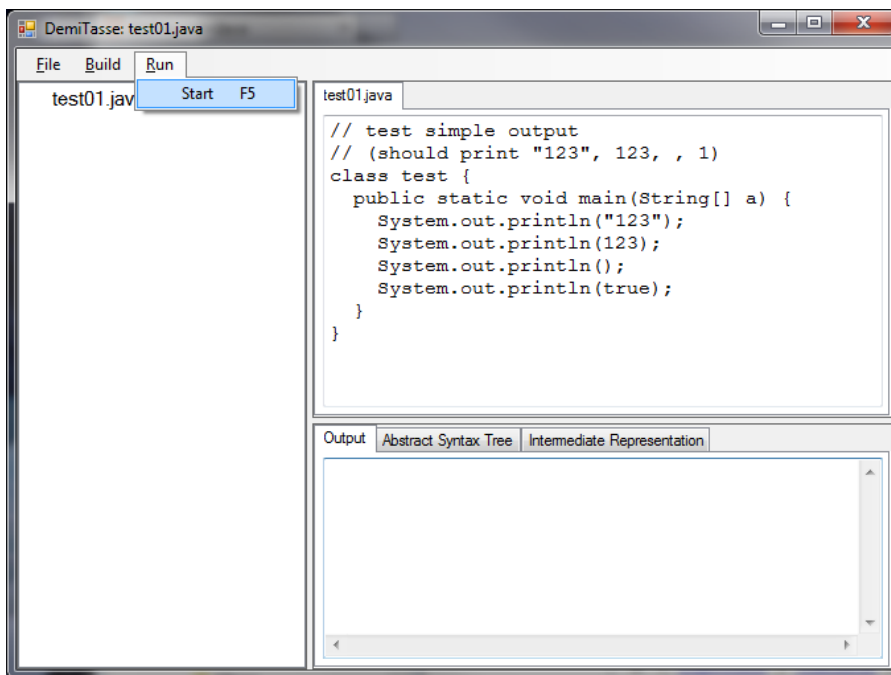 DemiTasse: test01.java
File Build Run
Start F5
test01.jav
test01.java
// test simple output
// (should print "123", 123, , 1)
class test {
  public static void main(String[] a) {
    System.out.println("123");
    System.out.println(123);
    System.out.println();
    System.out.println(true);
  }
}
Output Abstract Syntax Tree Intermediate Representation